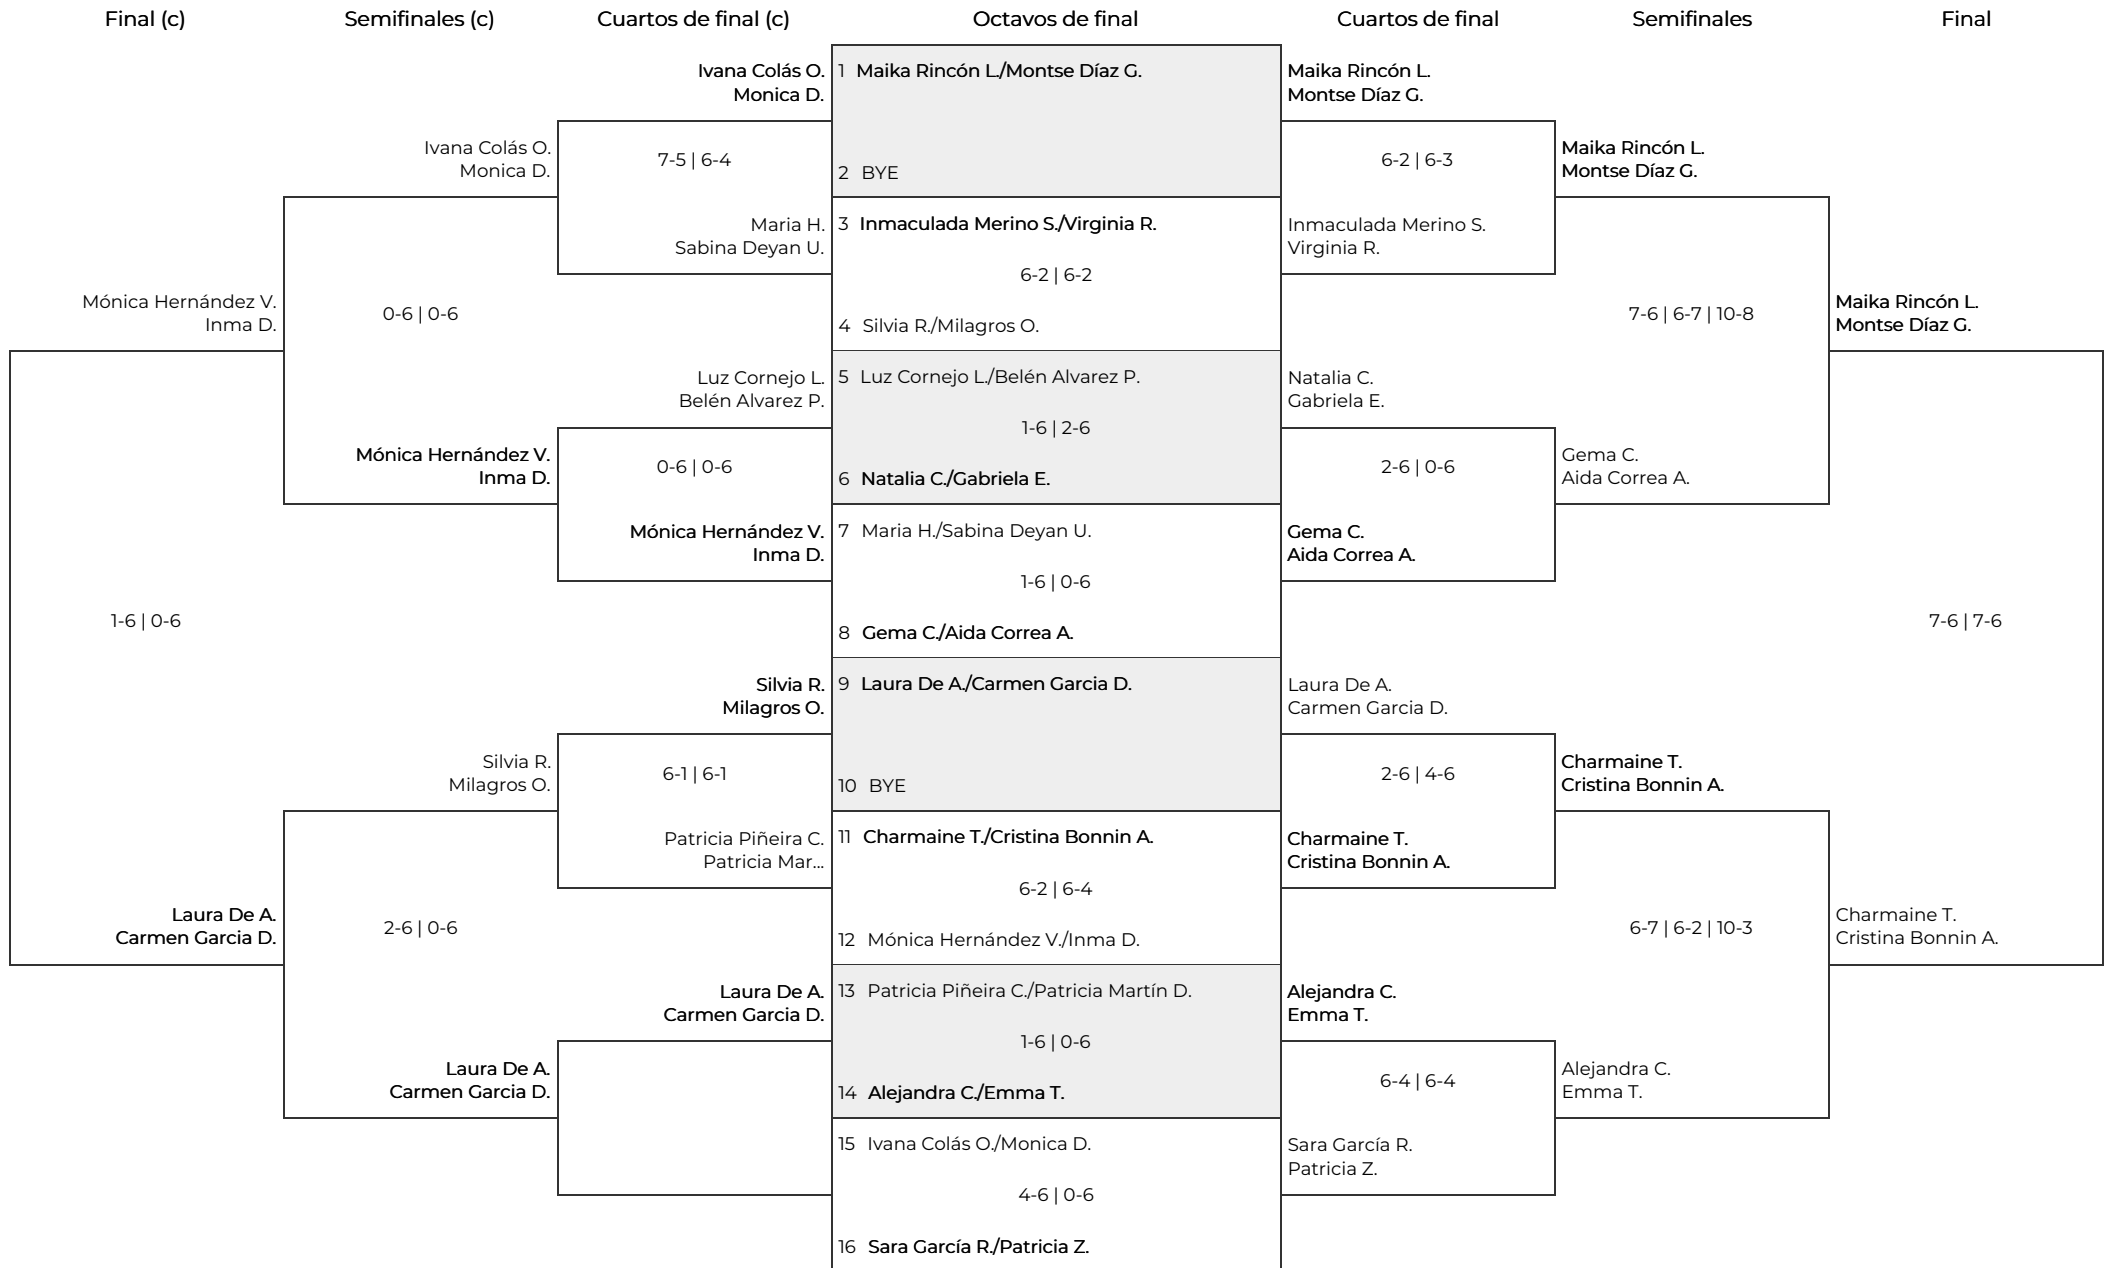 Final (c)
Semifinales (c)
Cuartos de final (c)
Octavos de final
Cuartos de final
Semifinales
Final
Mónica Hernández V.
Inma D.
1-6 | 0-6
Laura De A.
Carmen Garcia D.
Ivana Colás O.
Monica D.
0-6 | 0-6
Mónica Hernández V.
Inma D.
Silvia R.
Milagros O.
2-6 | 0-6
Laura De A.
Carmen Garcia D.
Ivana Colás O.
Monica D.
7-5 | 6-4
Maria H.
Sabina Deyan U.
Luz Cornejo L.
Belén Alvarez P.
0-6 | 0-6
Mónica Hernández V.
Inma D.
Silvia R.
Milagros O.
6-1 | 6-1
Patricia Piñeira C.
Patricia Mar...
Laura De A.
Carmen Garcia D.
1 Maika Rincón L./Montse Díaz G.
2 BYE
3 Inmaculada Merino S./Virginia R.
6-2 | 6-2
4 Silvia R./Milagros O.
5 Luz Cornejo L./Belén Alvarez P.
1-6 | 2-6
6 Natalia C./Gabriela E.
7 Maria H./Sabina Deyan U.
1-6 | 0-6
8 Gema C./Aida Correa A.
9 Laura De A./Carmen Garcia D.
10 BYE
11 Charmaine T./Cristina Bonnin A.
6-2 | 6-4
12 Mónica Hernández V./Inma D.
13 Patricia Piñeira C./Patricia Martín D.
1-6 | 0-6
14 Alejandra C./Emma T.
15 Ivana Colás O./Monica D.
4-6 | 0-6
16 Sara García R./Patricia Z.
Maika Rincón L.
Montse Díaz G.
6-2 | 6-3
Inmaculada Merino S.
Virginia R.
Natalia C.
Gabriela E.
2-6 | 0-6
Gema C.
Aida Correa A.
Laura De A.
Carmen Garcia D.
2-6 | 4-6
Charmaine T.
Cristina Bonnin A.
Alejandra C.
Emma T.
6-4 | 6-4
Sara García R.
Patricia Z.
Maika Rincón L.
Montse Díaz G.
7-6 | 6-7 | 10-8
Gema C.
Aida Correa A.
Charmaine T.
Cristina Bonnin A.
6-7 | 6-2 | 10-3
Alejandra C.
Emma T.
Maika Rincón L.
Montse Díaz G.
7-6 | 7-6
Charmaine T.
Cristina Bonnin A.